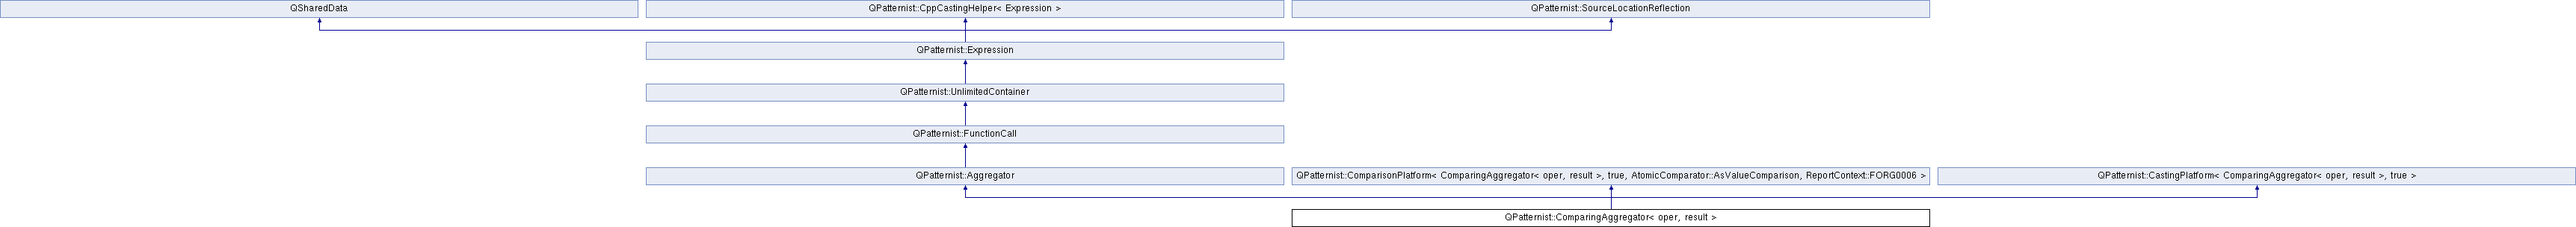 QSharedData
QPatternist::CppCastingHelper< Expression >
QPatternist::SourceLocationReflection
QPatternist::Expression
QPatternist::UnlimitedContainer
QPatternist::FunctionCall
QPatternist::Aggregator
QPatternist::ComparisonPlatform< ComparingAggregator< oper, result >, true, AtomicComparator::AsValueComparison, ReportContext::FORG0006 >
QPatternist::CastingPlatform< ComparingAggregator< oper, result >, true >
QPatternist::ComparingAggregator< oper, result >